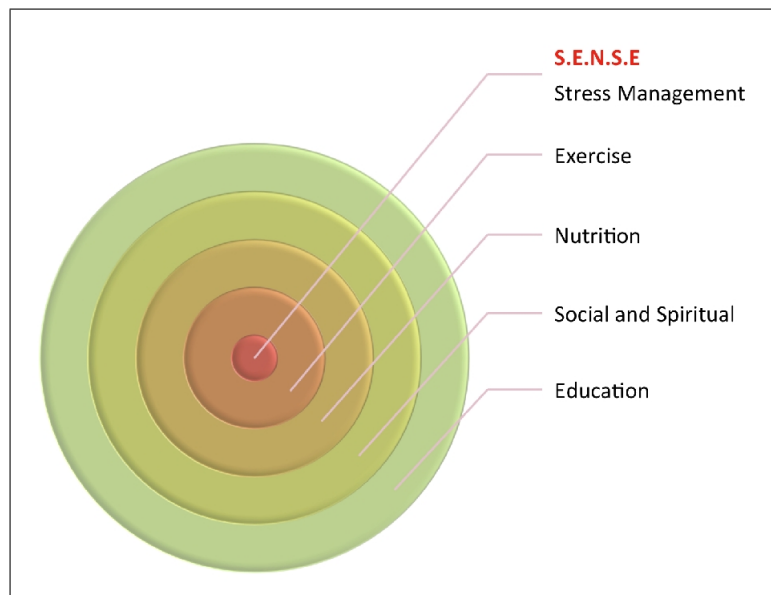 S.E.N.S.E
Stress Management
Exercise
Nutrition
Social and Spiritual
Education